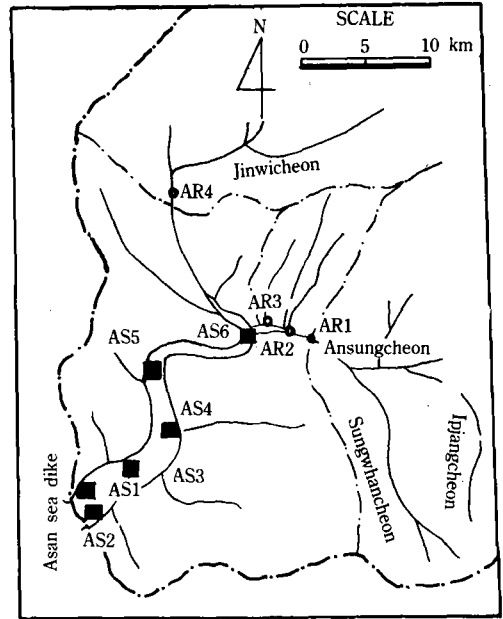 SCALE
0 5 10 km
N
Jinwicheon
AR4
AR3
AR1
AS6
AR2
Ansungcheon
AS5
AS4
AS3
AS1
AS2
Asan sea dike
Sungwhancheon
Ipjangcheon